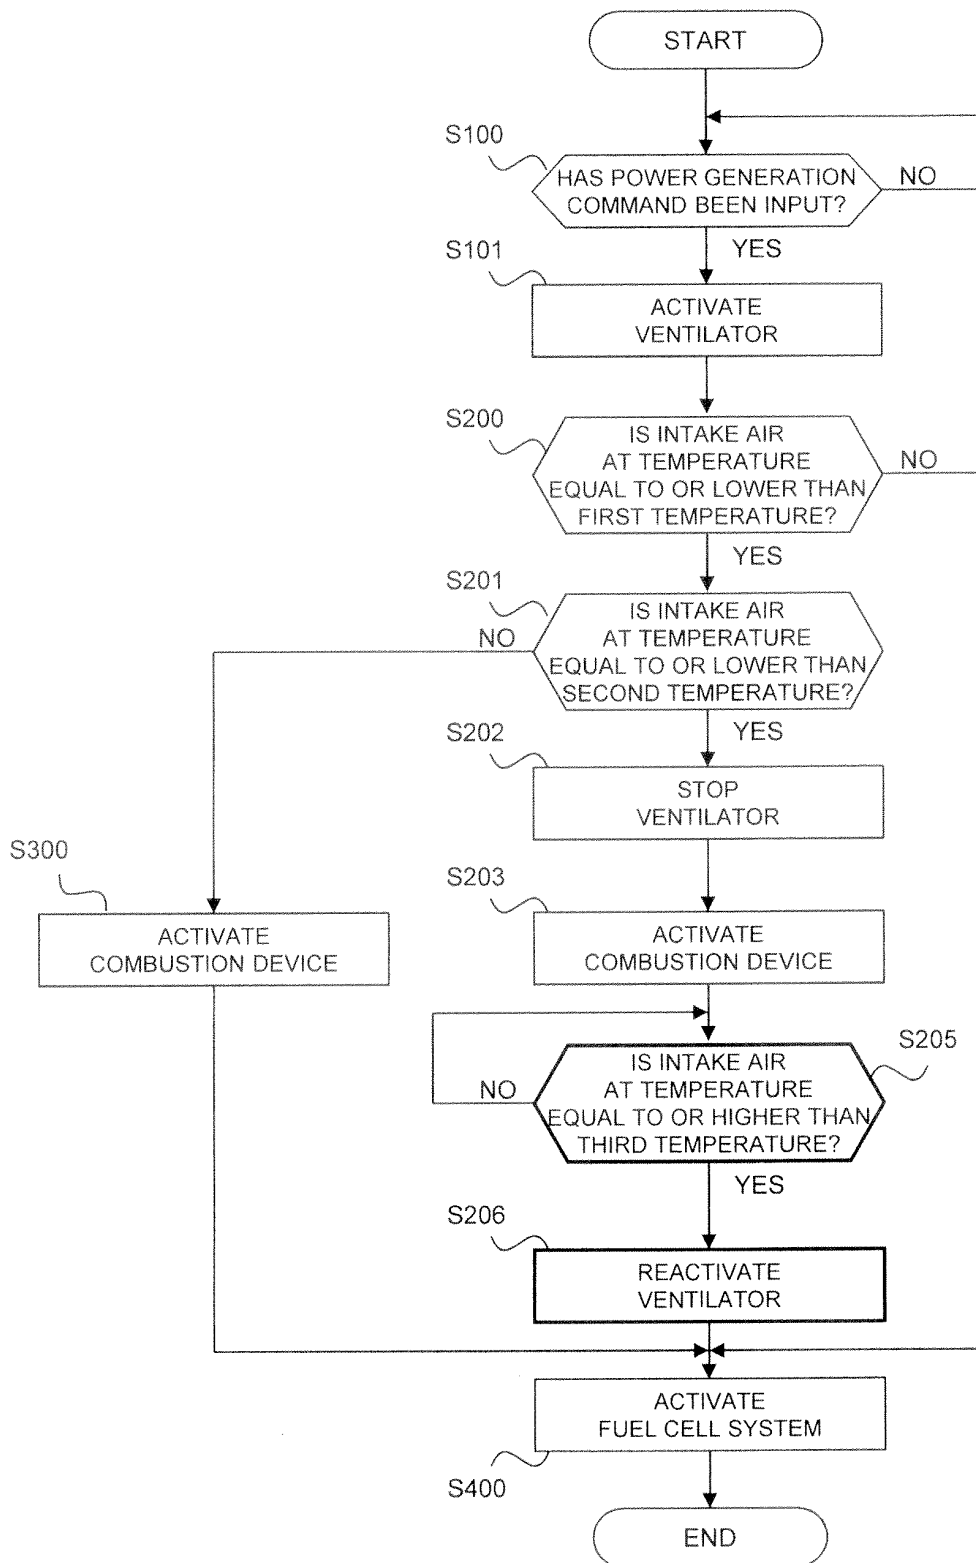 START
S100
HAS POWER GENERATION
COMMAND BEEN INPUT?
NO
YES
S101
ACTIVATE
VENTILATOR
S200
IS INTAKE AIR
AT TEMPERATURE
EQUAL TO OR LOWER THAN
FIRST TEMPERATURE?
NO
YES
S201
IS INTAKE AIR
AT TEMPERATURE
EQUAL TO OR LOWER THAN
SECOND TEMPERATURE?
NO
YES
S202
STOP
VENTILATOR
S300
ACTIVATE
COMBUSTION DEVICE
S203
ACTIVATE
COMBUSTION DEVICE
S205
IS INTAKE AIR
AT TEMPERATURE
EQUAL TO OR HIGHER THAN
THIRD TEMPERATURE?
NO
YES
S206
REACTIVATE
VENTILATOR
ACTIVATE
FUEL CELL SYSTEM
S400
END